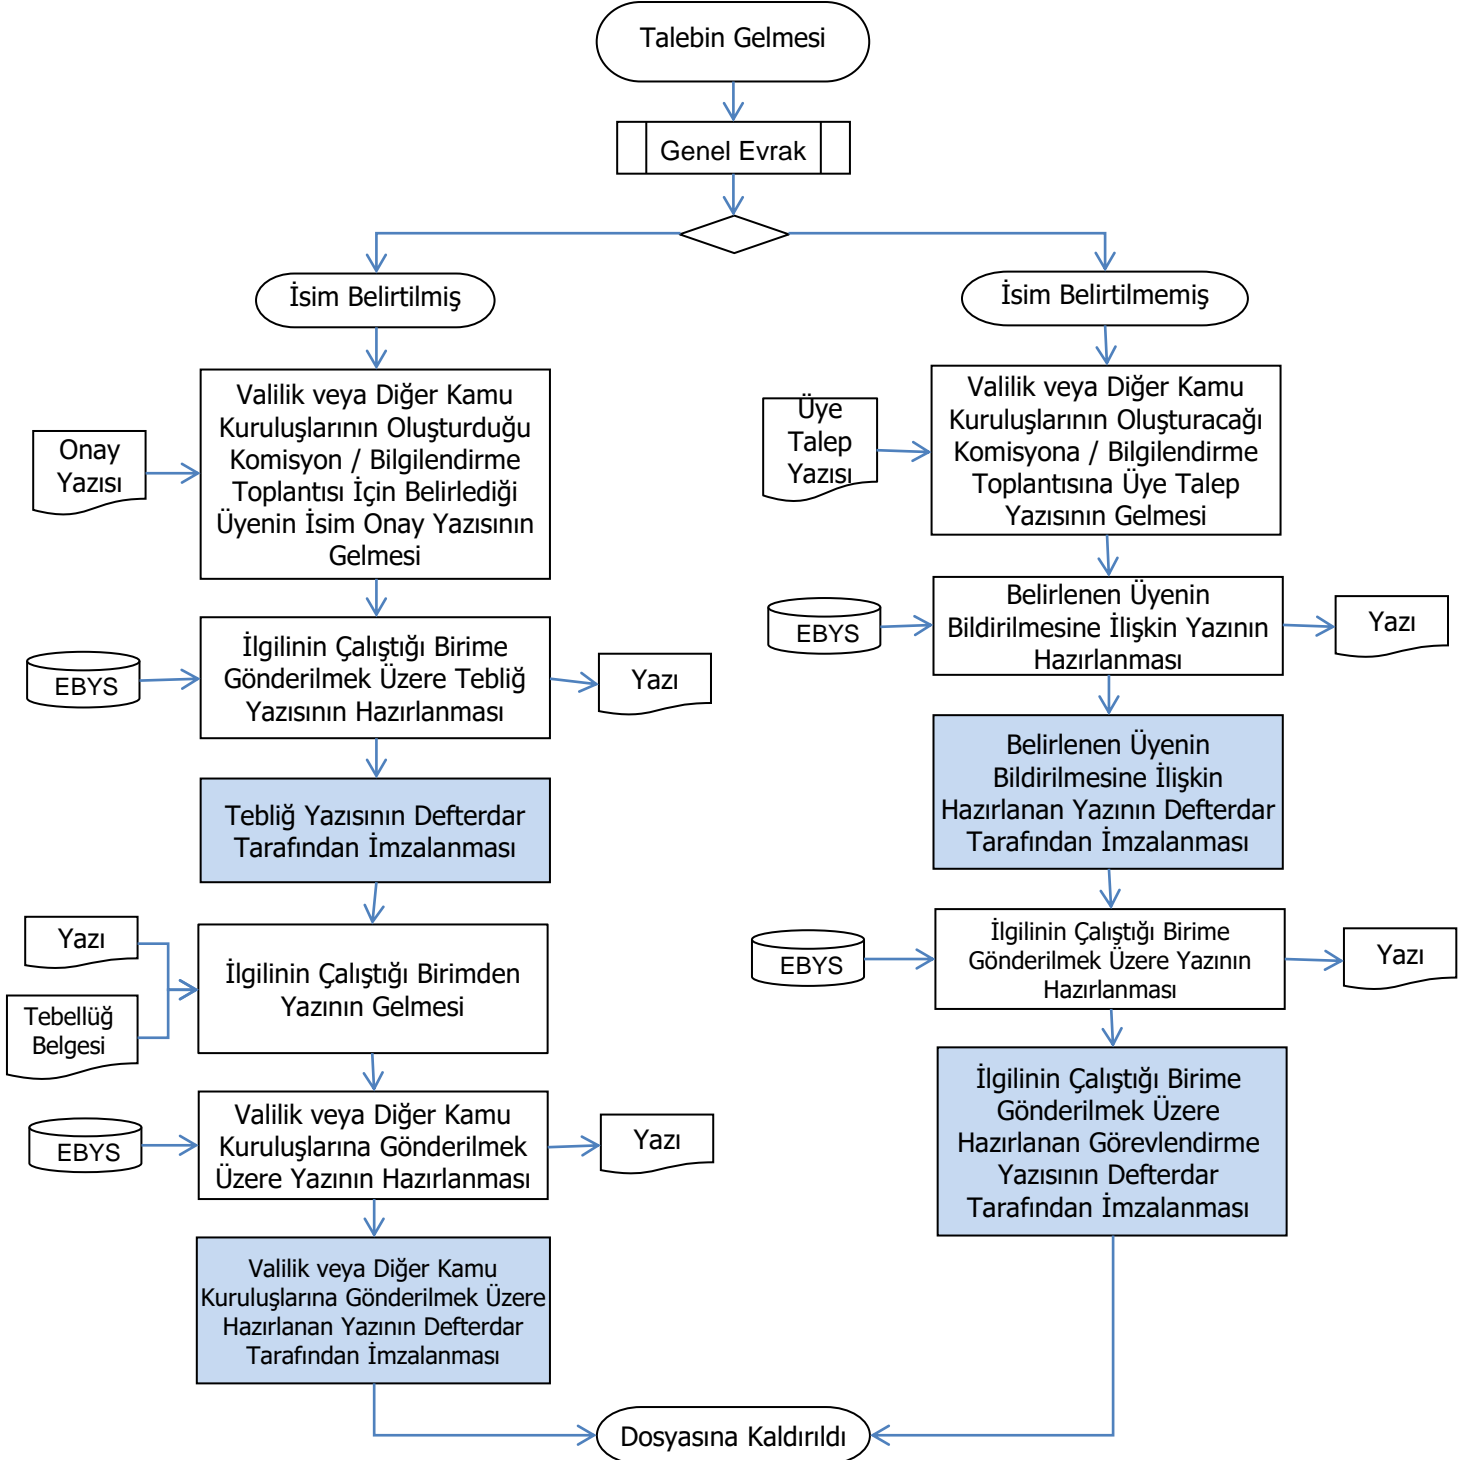 Talebin Gelmesi
Genel Evrak
İsim Belirtilmiş
Valilik veya Diğer Kamu
Kuruluşlarının Oluşturduğu
Komisyon / Bilgilendirme
Toplantısı İçin Belirlediği
Üyenin İsim Onay Yazısının
Gelmesi
Onay
Yazısı
İlgilinin Çalıştığı Birime
Gönderilmek Üzere Tebliğ
Yazısının Hazırlanması
EBYS
Yazı
Tebliğ Yazısının Defterdar
Tarafından İmzalanması
Yazı
Tebellüğ
Belgesi
İlgilinin Çalıştığı Birimden
Yazının Gelmesi
Valilik veya Diğer Kamu
Kuruluşlarına Gönderilmek
Üzere Yazının Hazırlanması
EBYS
Yazı
Valilik veya Diğer Kamu
Kuruluşlarına Gönderilmek Üzere
Hazırlanan Yazının Defterdar
Tarafından İmzalanması
İsim Belirtilmemiş
Üye
Talep
Yazısı
Valilik veya Diğer Kamu
Kuruluşlarının Oluşturacağı
Komisyona / Bilgilendirme
Toplantısına Üye Talep
Yazısının Gelmesi
EBYS
Belirlenen Üyenin
Bildirilmesine İlişkin Yazının
Hazırlanması
Yazı
Belirlenen Üyenin
Bildirilmesine İlişkin
Hazırlanan Yazının Defterdar
Tarafından İmzalanması
EBYS
İlgilinin Çalıştığı Birime
Gönderilmek Üzere Yazının
Hazırlanması
Yazı
İlgilinin Çalıştığı Birime
Gönderilmek Üzere
Hazırlanan Görevlendirme
Yazısının Defterdar
Tarafından İmzalanması
Dosyasına Kaldırıldı